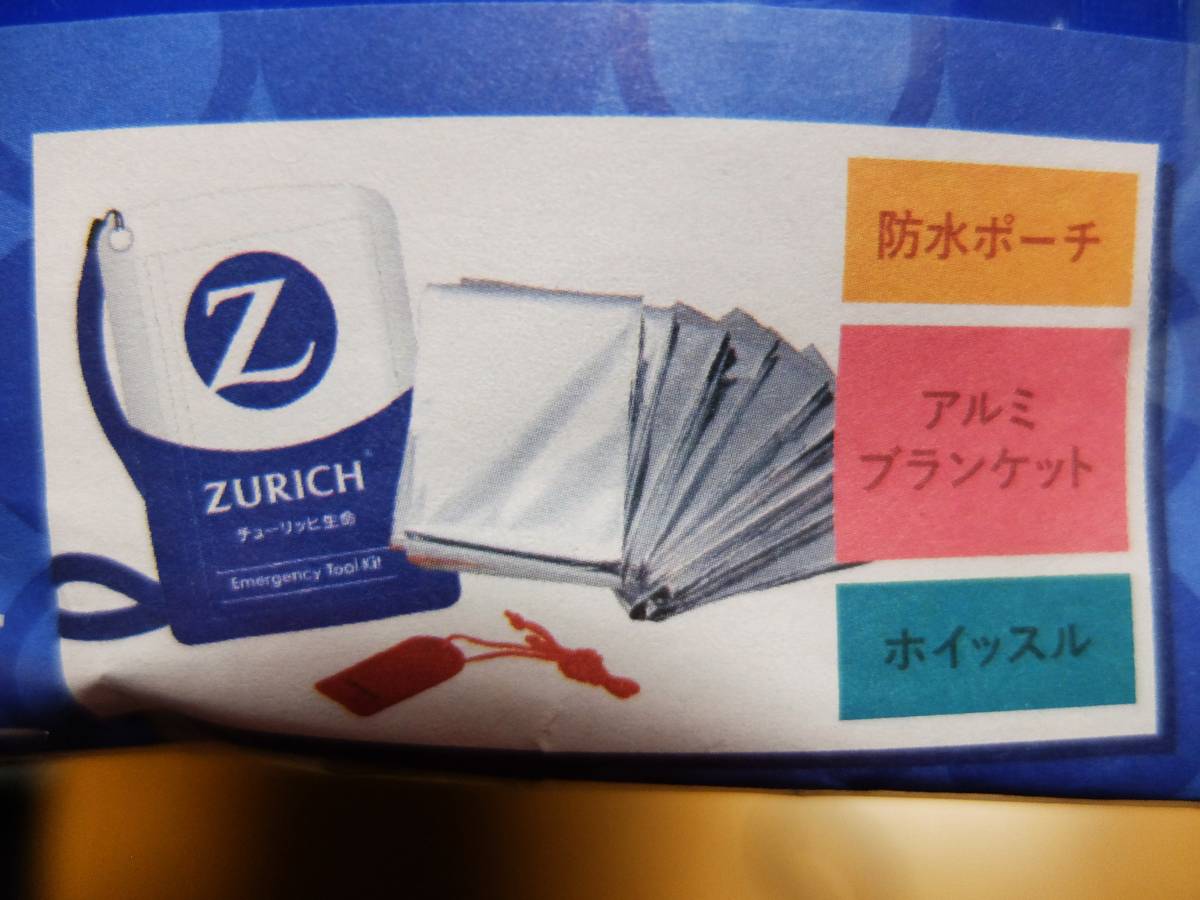 Z
ZURICH®
チューリッヒ生命
Emergency Tool Kit
防水ポーチ
アルミ
ブランケット
ホイッスル